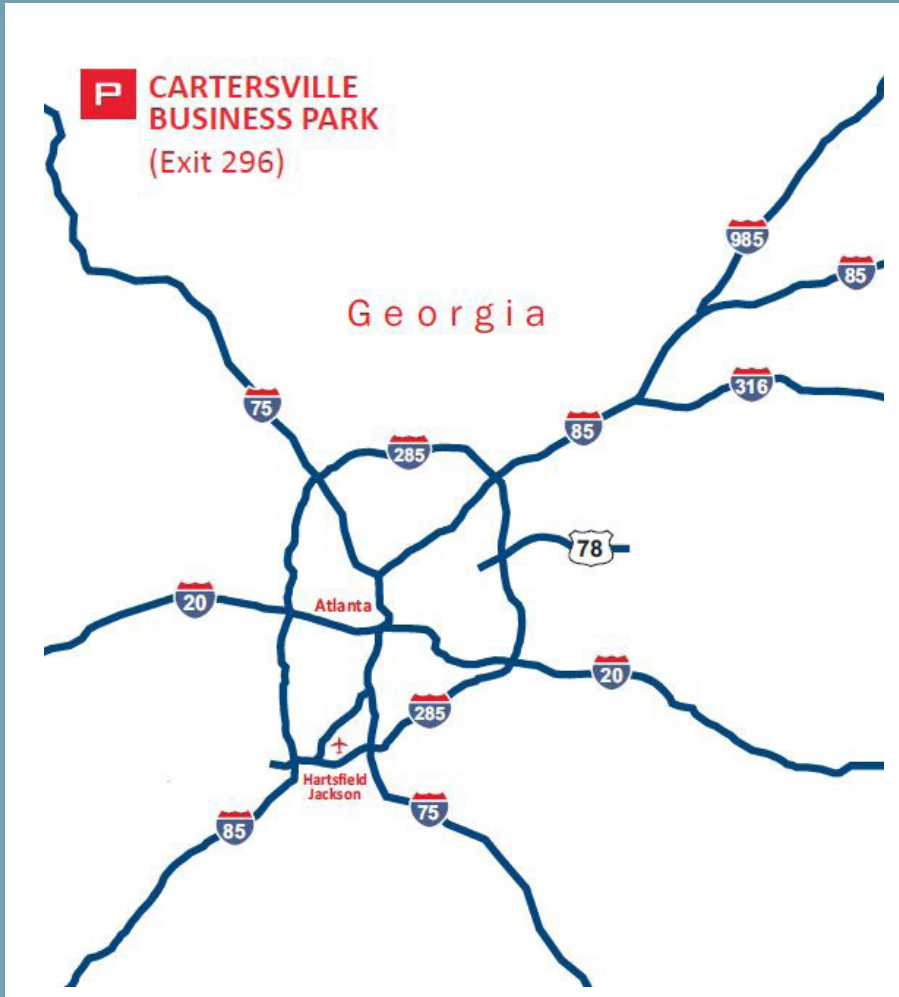 P
CARTERSVILLE
BUSINESS PARK
(Exit 296)
985
85
Georgia
316
75
85
285
78
20
Atlanta
20
285
Hartsfield
Jackson
75
85